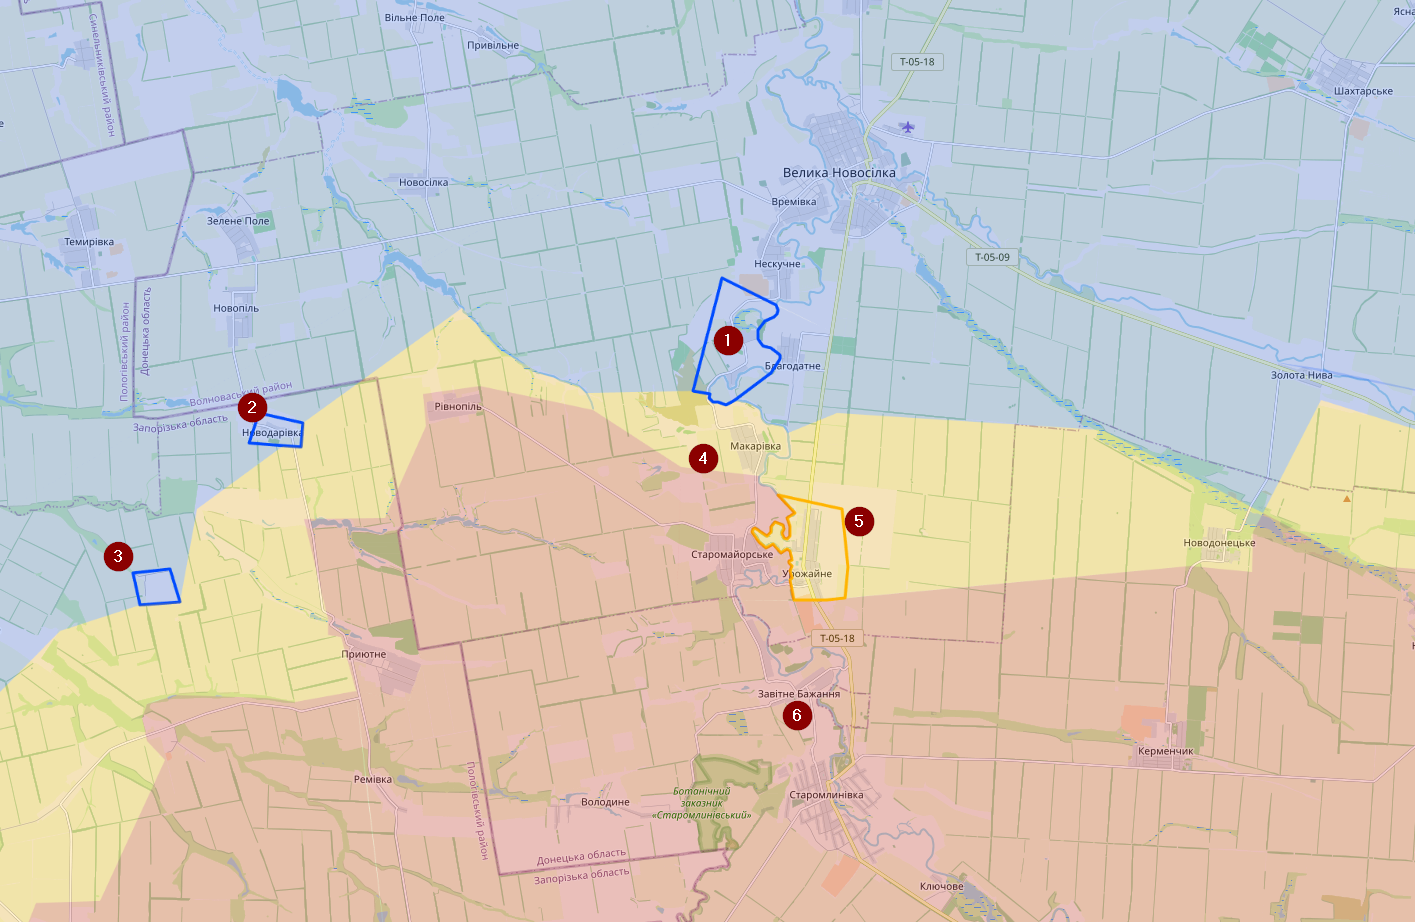 Вільне Поле
Привільне
Ясна
Синельниківський район
Т-05-18
Шахтарське
Велика Новосілка
Новосілка
Времівка
Зелене Поле
Темирівка
Т-05-09
Нескучне
Новопіль
Пологівський район
Донецька область
1
Благодатне
Золота Нива
Волноваський район
Запорізька область
2
Рівнопіль
Новодарівка
Макарівка
4
5
Новодонецьке
3
Старомайорське
Урожайне
Т-05-18
Приютне
Завітне Бажання
6
Керменчик
Ремівка
Пологівський район
Володине
Ботанічний
заказник
«Старомлинівський»
Старомлинівка
Донецька область
Запорізька область
Ключове